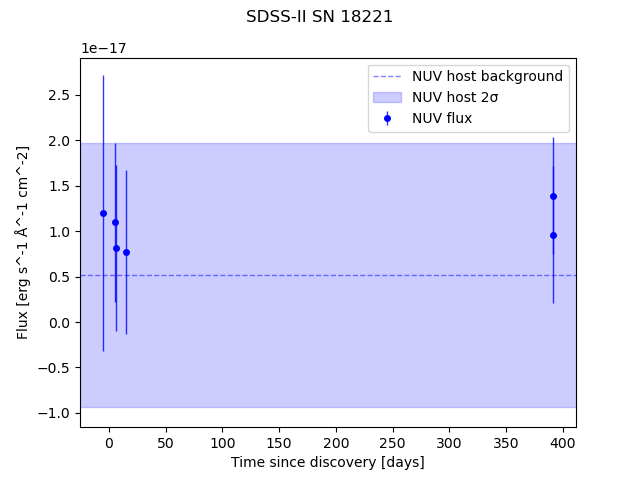 SDSS-II SN 18221
1e−17
NUV host background
NUV host 2σ
NUV flux
2.5
2.0
1.5
1.0
0.5
0.0
−0.5
−1.0
Flux [erg s^-1 Å^-1 cm^-2]
0 50 100 150 200 250 300 350 400
Time since discovery [days]